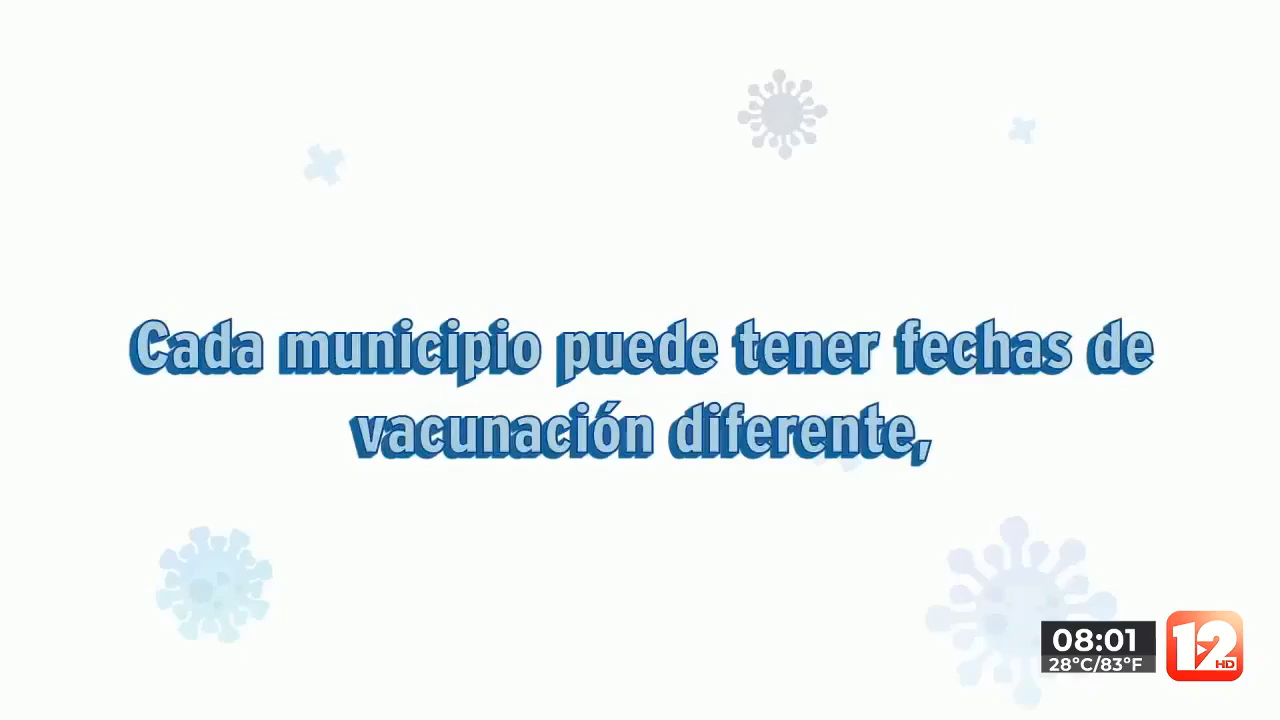 Cada municipio puede tener fechas de
vacunación diferente,
08:01
28°C/83°F
12
HD